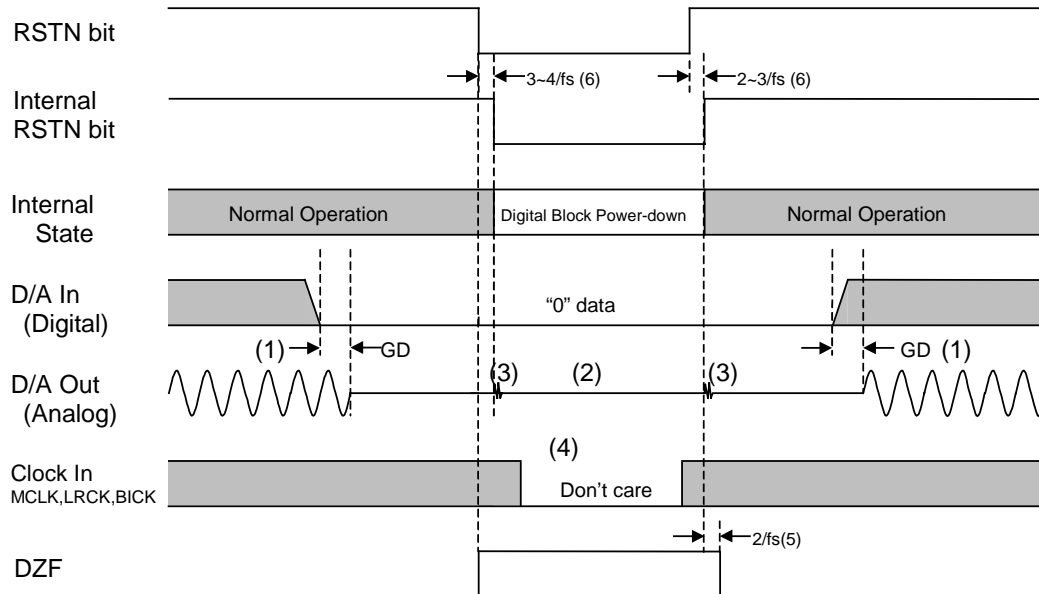 RSTN bit
3~4/fs (6)
2~3/fs (6)
Internal
RSTN bit
Internal
State
Normal Operation
Digital Block Power-down
Normal Operation
D/A In
(Digital)
“0” data
(1)
GD
GD
(1)
D/A Out
(Analog)
(3)
(2)
(3)
(4)
Clock In
MCLK,LRCK,BICK
Don’t care
2/fs(5)
DZF